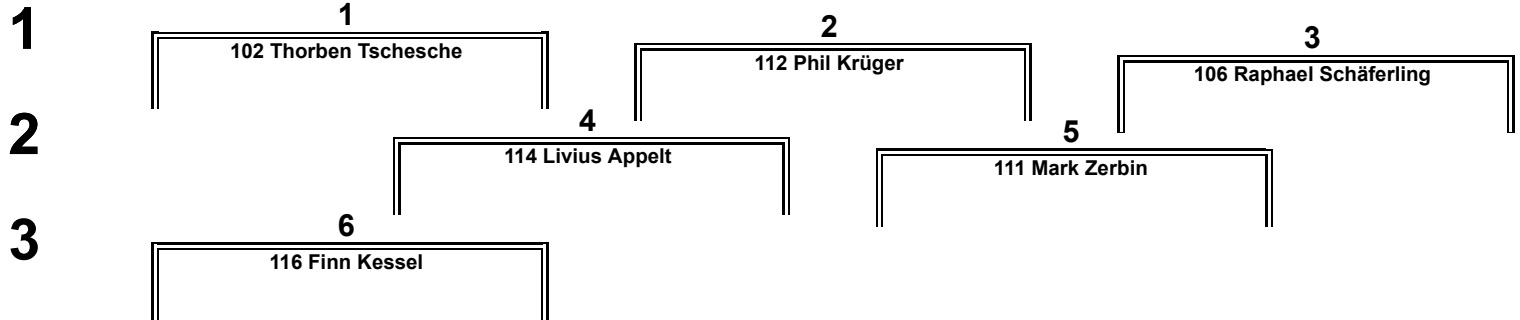 1
1
102 Thorben Tschesche
2
112 Phil Krüger
3
106 Raphael Schäferling
2
4
114 Livius Appelt
5
111 Mark Zerbin
3
6
116 Finn Kessel